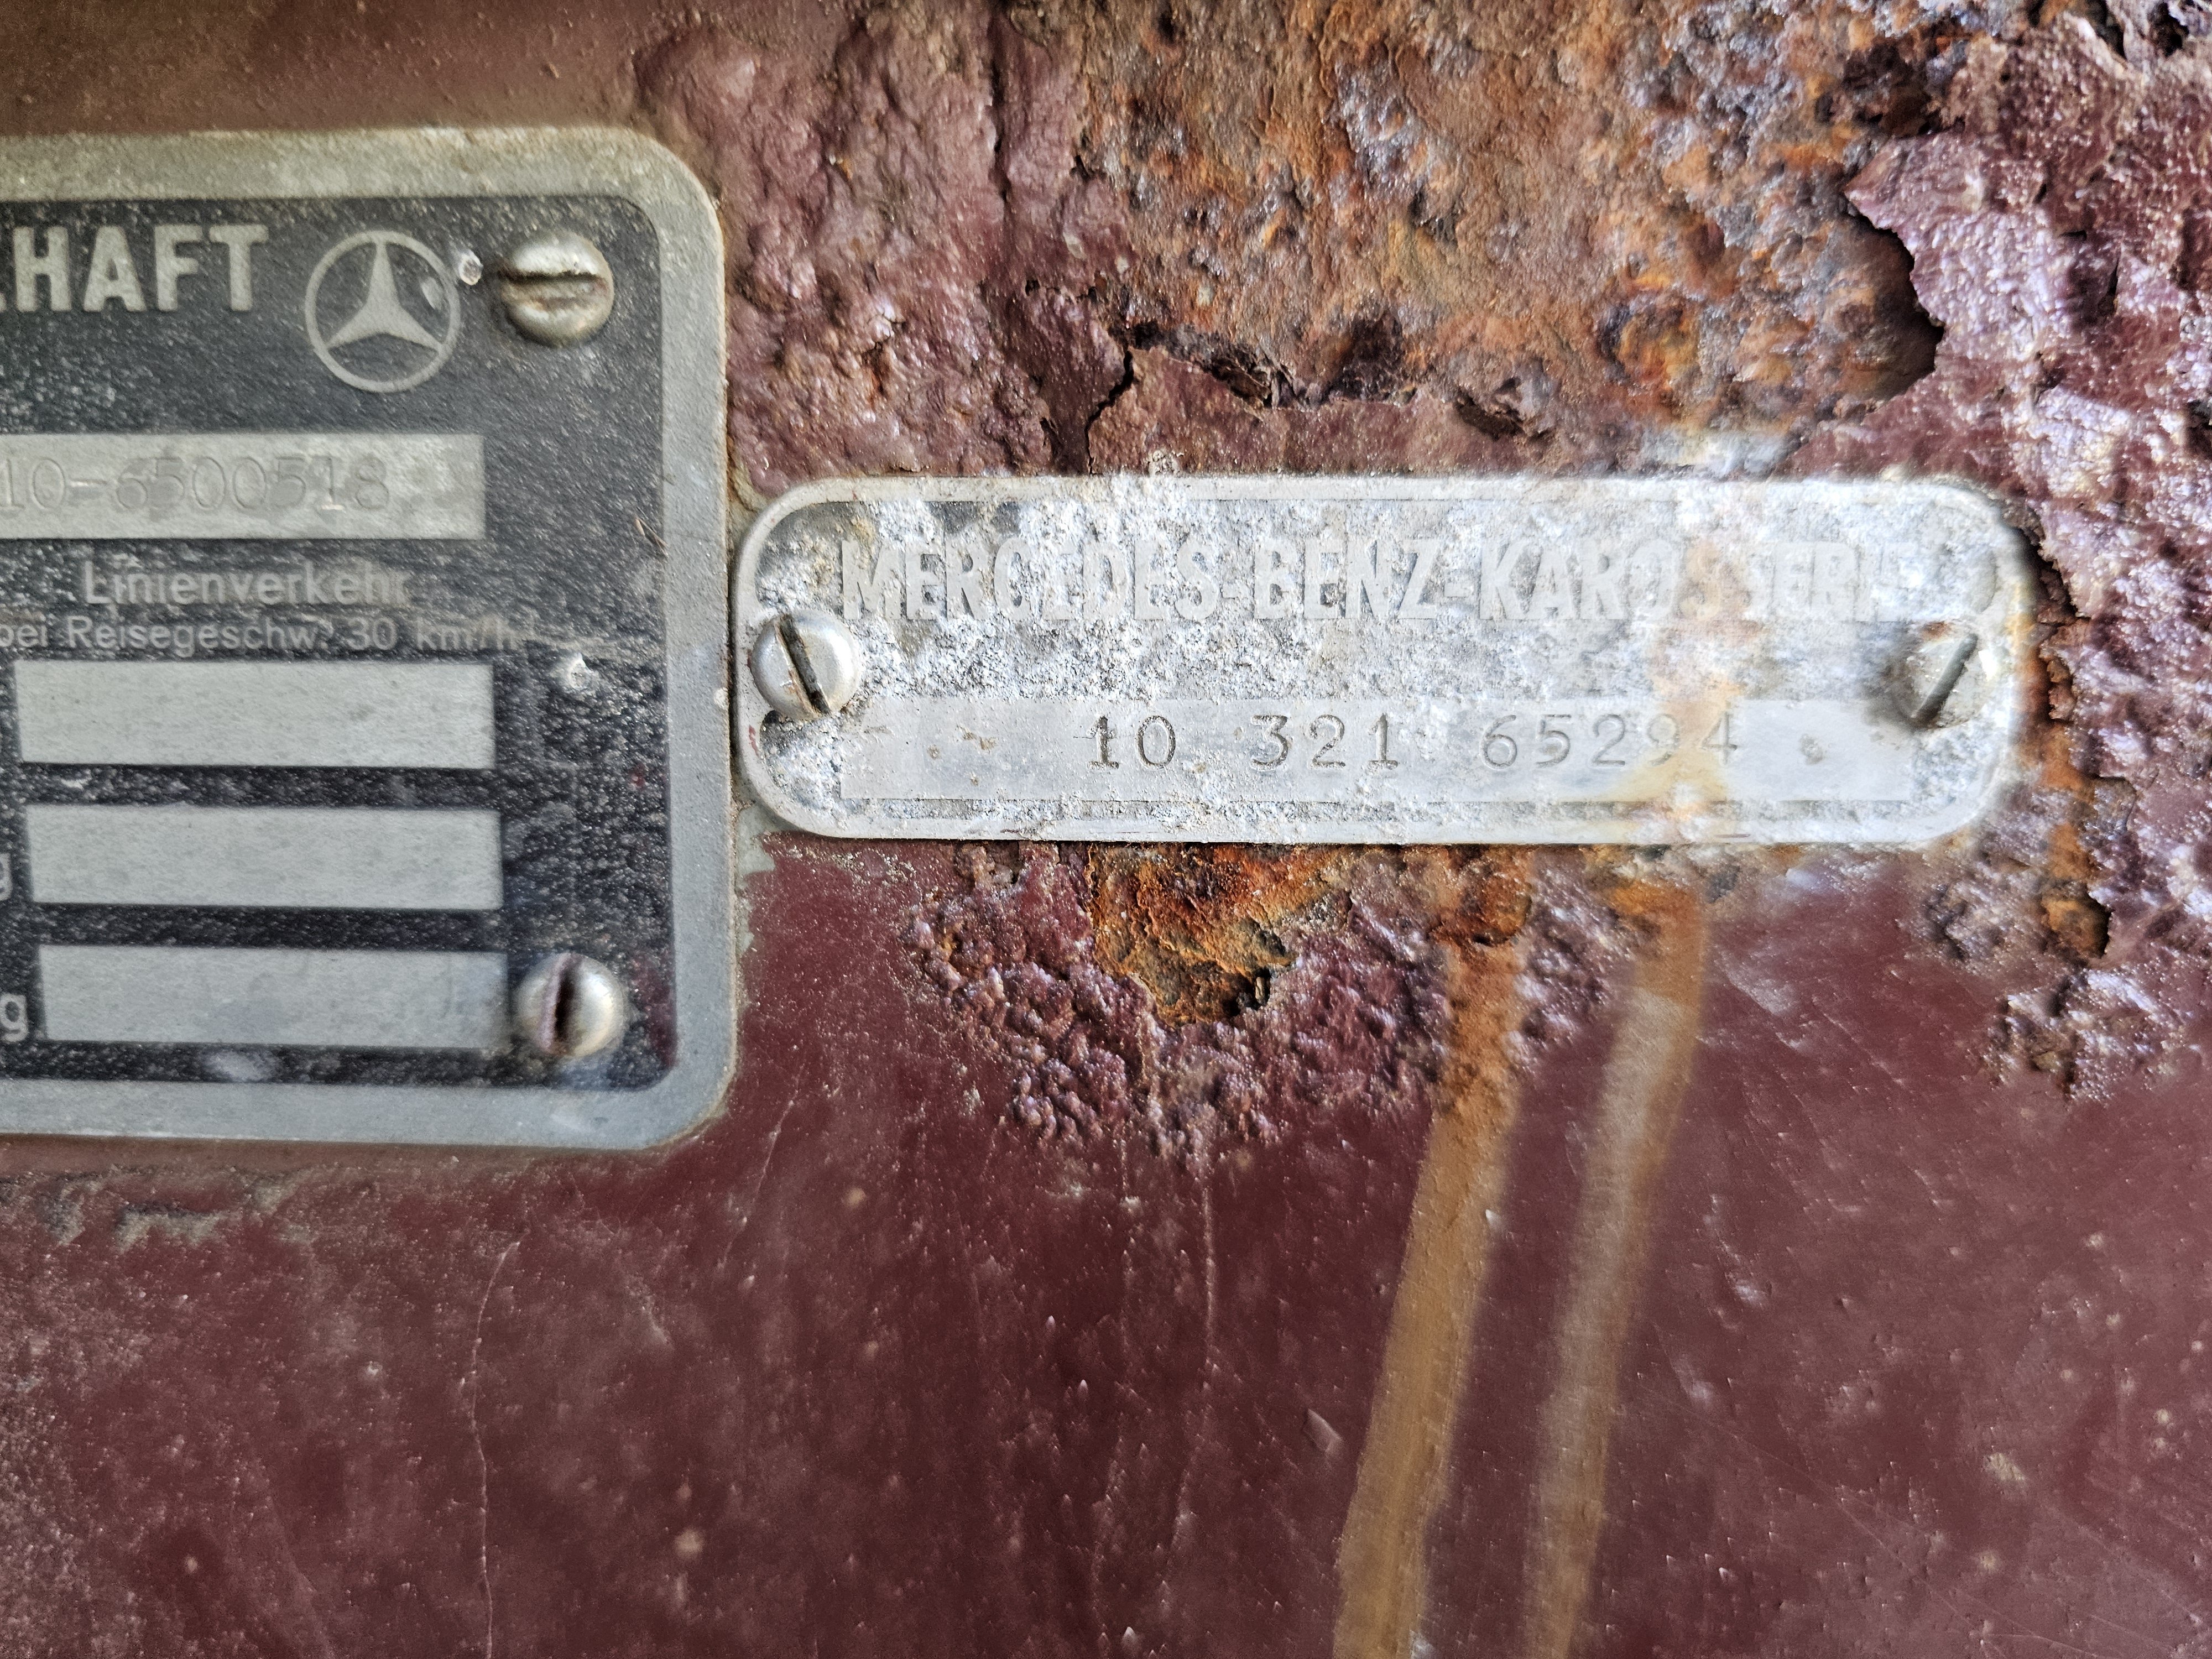 HAFT
10-6500518
Linienverkehr
bei Reisegeschw. 30 km/h
g
g
MERCEDES-BENZ-KAROSSERIE
10 321 65294